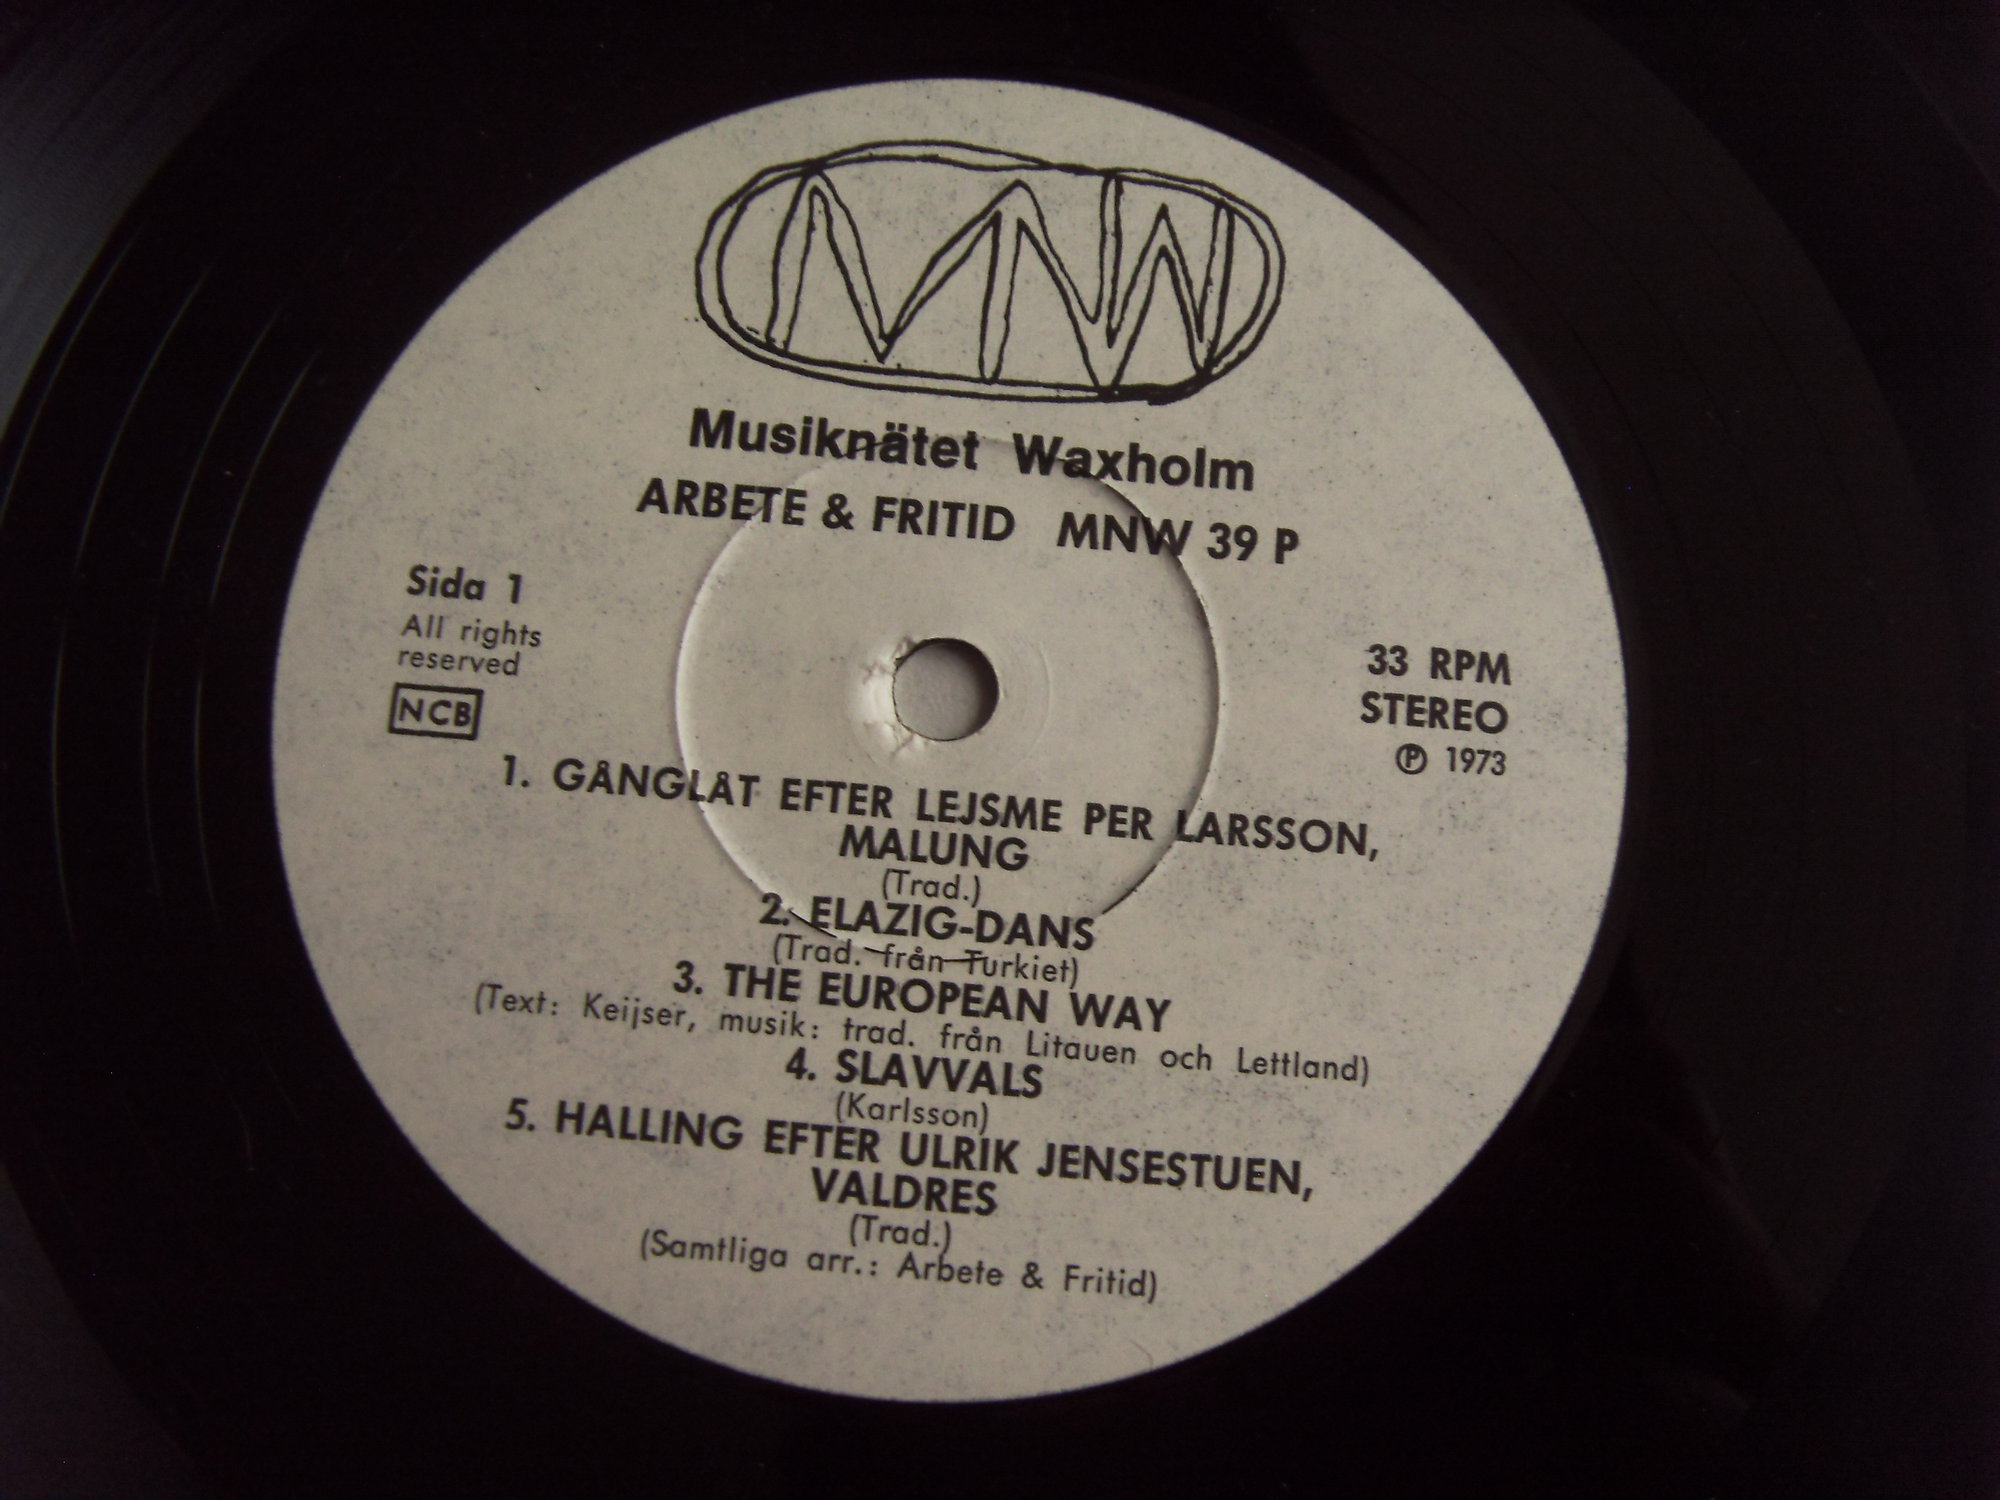 MNW
Musiknätet Waxholm
ARBETE & FRITID MNW 39 P
Sida 1
All rights
reserved
NCB
33 RPM
STEREO
℗ 1973
1. GÅNGLÅT EFTER LEJSME PER LARSSON,
MALUNG
(Trad.)
2. ELAZIG-DANS
(Trad. från Turkiet)
3. THE EUROPEAN WAY
(Text: Keijser, musik: trad. från Litauen och Lettland)
4. SLAVVALS
(Karlsson)
5. HALLING EFTER ULRIK JENSESTUEN,
VALDRES
(Trad.)
(Samtliga arr.: Arbete & Fritid)